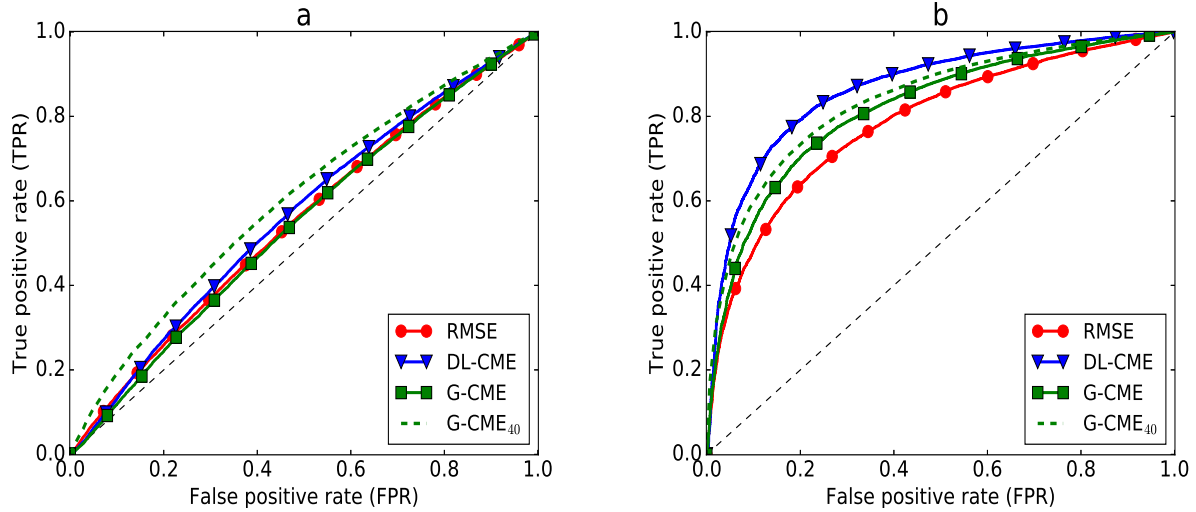 a
1.0
0.8
0.6
0.4
0.2
0.0
0.0 0.2 0.4 0.6 0.8 1.0
True positive rate (TPR)
False positive rate (FPR)
RMSE
DL-CME
G-CME
G-CME40
b
1.0
0.8
0.6
0.4
0.2
0.0
0.0 0.2 0.4 0.6 0.8 1.0
True positive rate (TPR)
False positive rate (FPR)
RMSE
DL-CME
G-CME
G-CME40